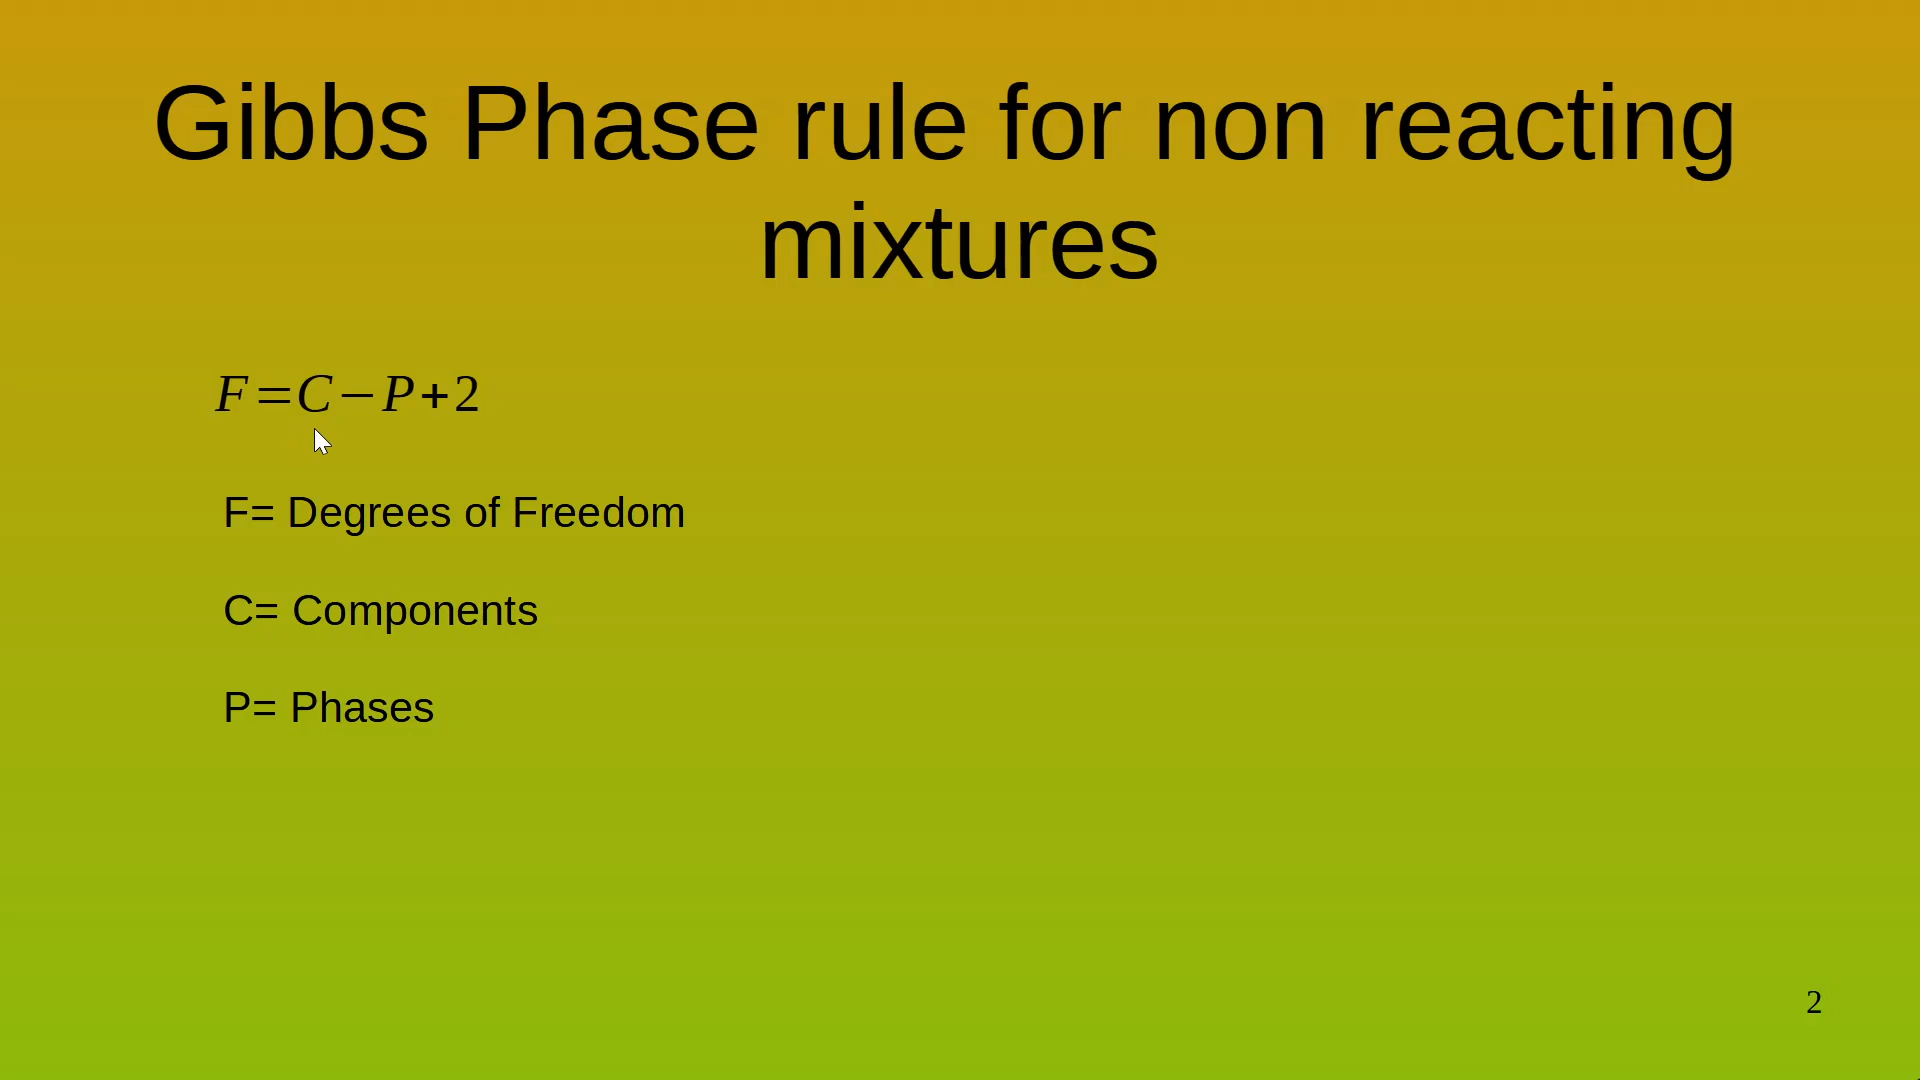 Gibbs Phase rule for non reacting
mixtures
F=C−P+2
F= Degrees of Freedom
C= Components
P= Phases
2